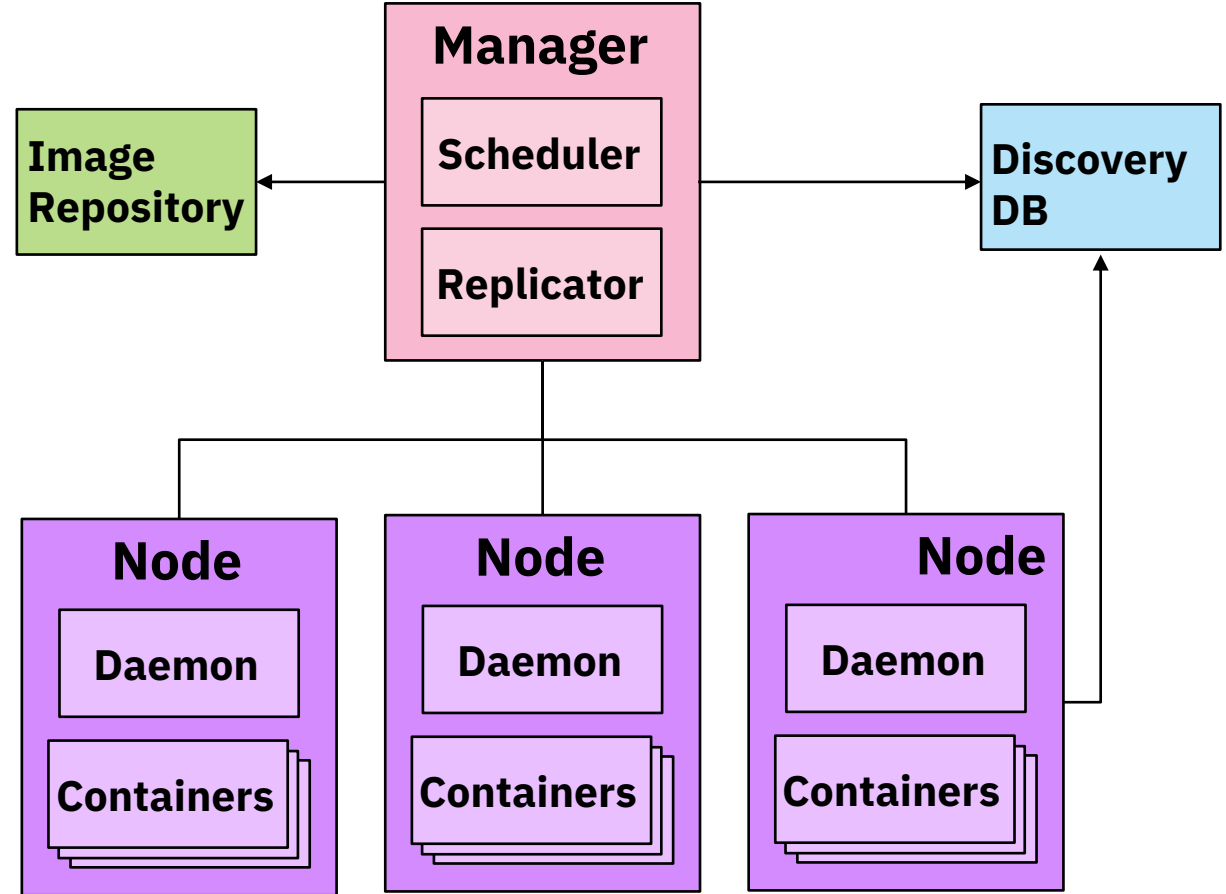 Manager
Scheduler
Replicator
Image
Repository
Discovery
DB
Node
Daemon
Containers
Node
Daemon
Containers
Node
Daemon
Containers